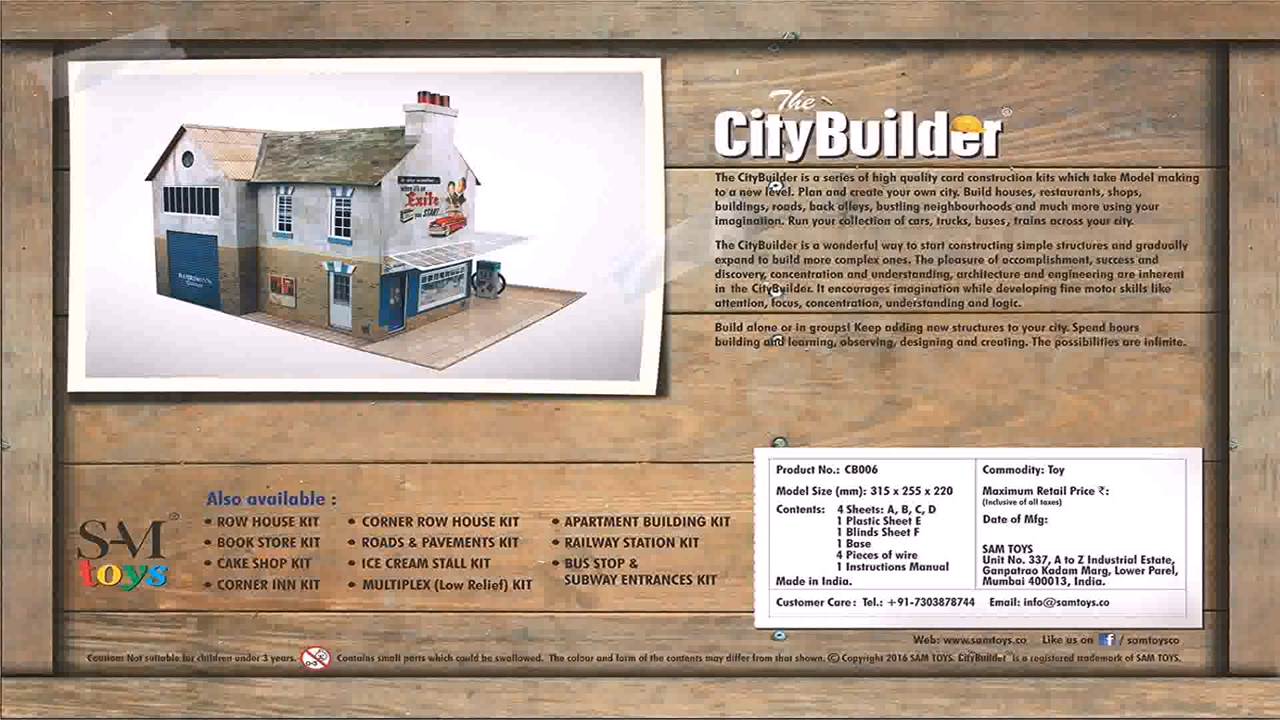 The
CityBuilder®
The CityBuilder is a series of high quality card construction kits which take Model making
to a new level. Plan and create your own city. Build houses, restaurants, shops,
buildings, roads, back alleys, bustling neighbourhoods and much more using your
imagination. Run your collection of cars, trucks, buses, trains across your city.
The CityBuilder is a wonderful way to start constructing simple structures and gradually
expand to build more complex ones. The pleasure of accomplishment, success and
discovery, concentration and understanding, architecture and engineering are inherent
in the CityBuilder. It encourages imagination while developing fine motor skills like
attention, focus, concentration, understanding and logic.
Build alone or in groups! Keep adding new structures to your city. Spend hours
building and learning, observing, designing and creating. The possibilities are infinite.
when it's an
Exite
you START
Also available :
• ROW HOUSE KIT
• BOOK STORE KIT
• CAKE SHOP KIT
• CORNER INN KIT
• CORNER ROW HOUSE KIT
• ROADS & PAVEMENTS KIT
• ICE CREAM STALL KIT
• MULTIPLEX (Low Relief) KIT
• APARTMENT BUILDING KIT
• RAILWAY STATION KIT
• BUS STOP &
SUBWAY ENTRANCES KIT
SAM®
toys
Product No.: CB006
Model Size (mm): 315 x 255 x 220
Contents: 4 Sheets: A, B, C, D
1 Plastic Sheet E
1 Blinds Sheet F
1 Base
4 Pieces of wire
1 Instructions Manual
Made in India.
Commodity: Toy
Maximum Retail Price ₹:
(Inclusive of all taxes)
Date of Mfg:
SAM TOYS
Unit No. 337, A to Z Industrial Estate,
Ganpatrao Kadam Marg, Lower Parel,
Mumbai 400013, India.
Customer Care: Tel.: +91-7303878744 Email: info@samtoys.co
Web: www.samtoys.co Like us on f / samtoysco
Caution: Not suitable for children under 3 years. 0-3 Contains small parts which could be swallowed. The colour and form of the contents may differ from that shown. © Copyright 2016 SAM TOYS. CityBuilder™ is a registered trademark of SAM TOYS.